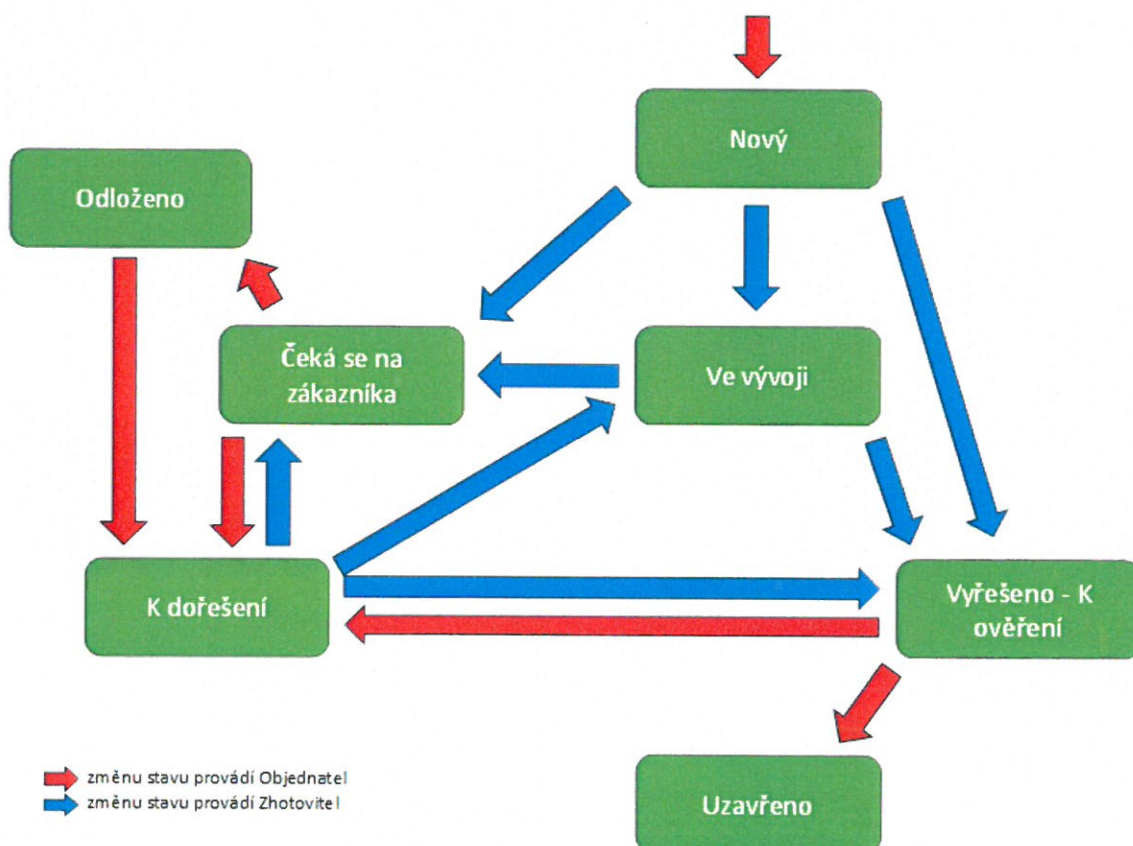 Nový
Odloženo
Čeká se na
zákazníka
Ve vývoji
K dořešení
Vyřešeno - K
ověření
Uzavřeno
změnu stavu provádí Objednatel
změnu stavu provádí Zhotovitel